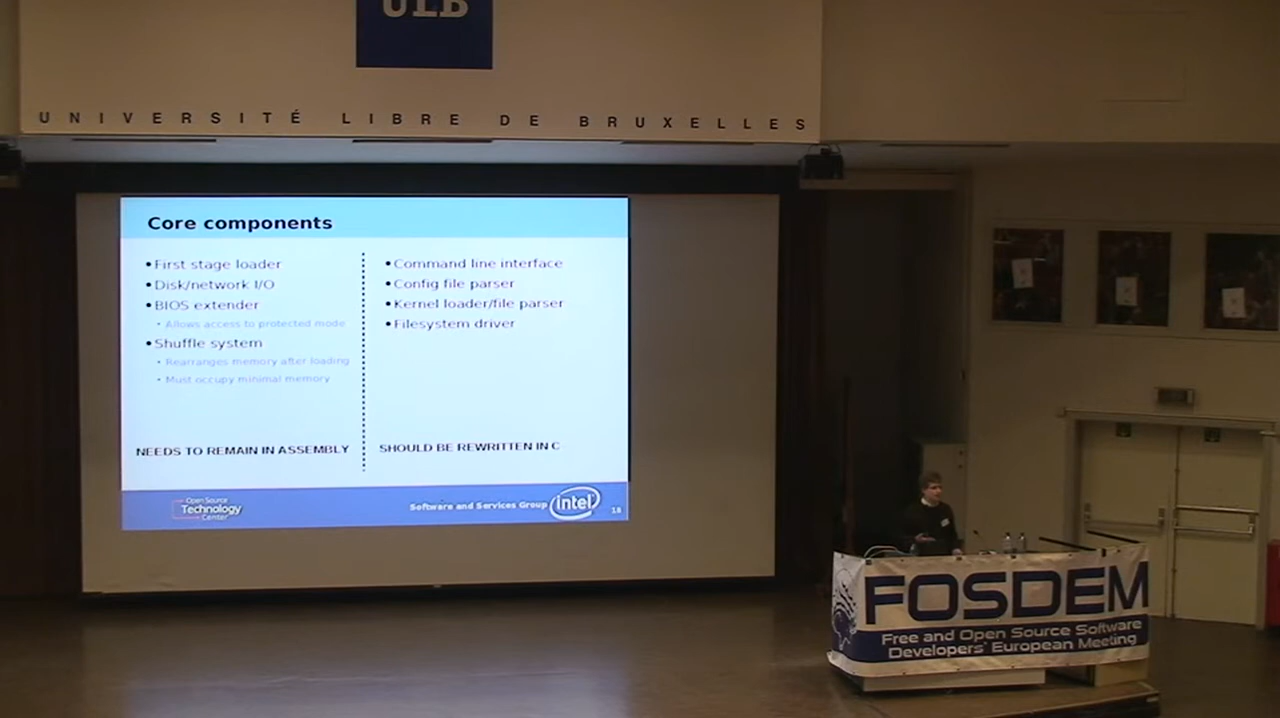 ULB
UNIVERSITÉ LIBRE DE BRUXELLES
Core components
•First stage loader
•Disk/network I/O
•BIOS extender
• Allows access to protected mode
•Shuffle system
• Rearranges memory after loading
• Must occupy minimal memory
NEEDS TO REMAIN IN ASSEMBLY
•Command line interface
•Config file parser
•Kernel loader/file parser
•Filesystem driver
SHOULD BE REWRITTEN IN C
Open Source
Technology
Center
Software and Services Group
intel
18
FOSDEM
Free and Open Source Software
Developers' European Meeting